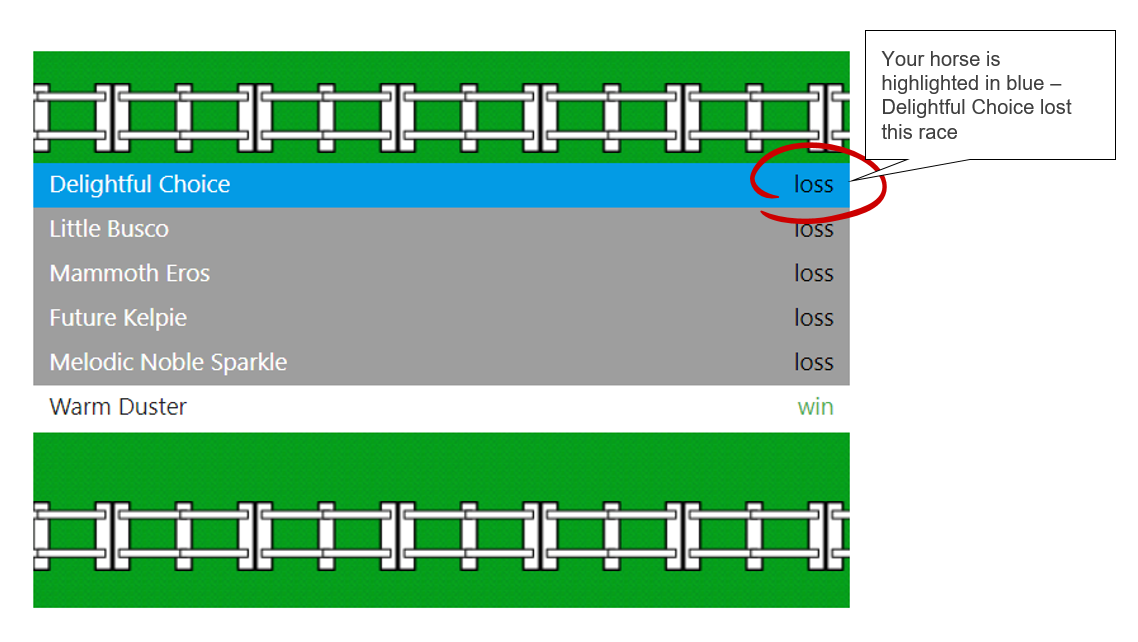 Your horse is
highlighted in blue –
Delightful Choice lost
this race
Delightful Choice loss
Little Busco loss
Mammoth Eros loss
Future Kelpie loss
Melodic Noble Sparkle loss
Warm Duster win